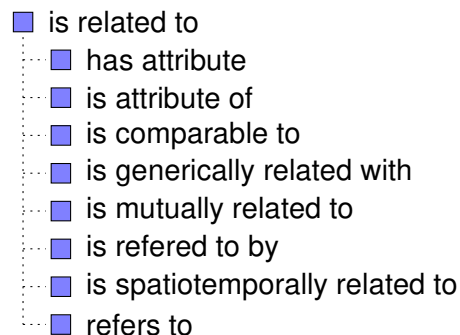 is related to
has attribute
is attribute of
is comparable to
is generically related with
is mutually related to
is refered to by
is spatiotemporally related to
refers to